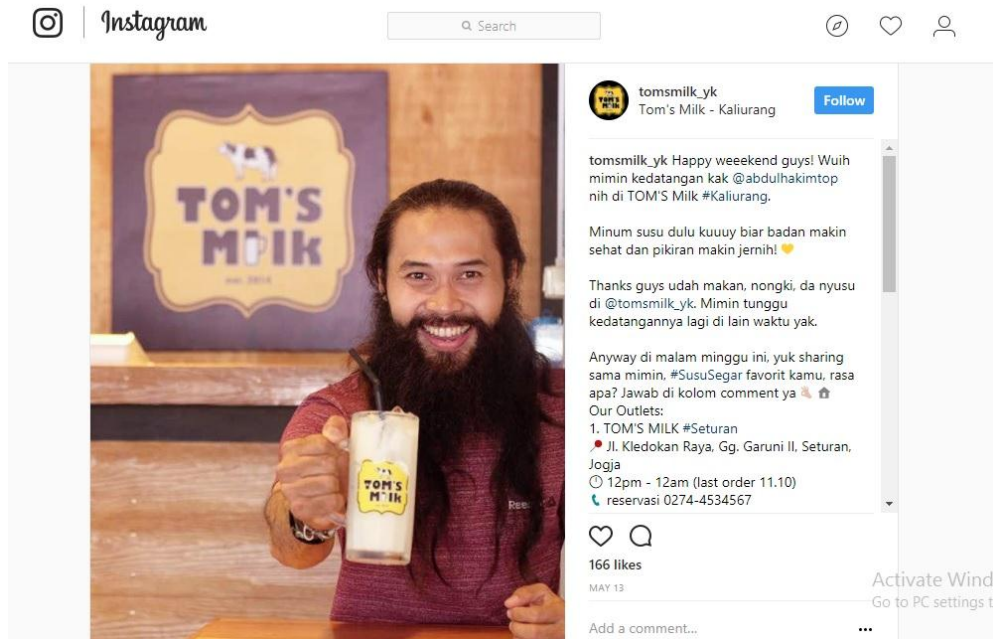 Instagram
Search
TOM'S
Milk
est. 2014
TOM'S
Milk
Ree
tomsmilk_yk
Tom's Milk - Kaliurang
Follow
tomsmilk_yk Happy weeekend guys! Wuih
mimin kedatangan kak @abdulhakimtop
nih di TOM'S Milk #Kaliurang.
Minum susu dulu kuuuy biar badan makin
sehat dan pikiran makin jernih! 💛
Thanks guys udah makan, nongki, da nyusu
di @tomsmilk_yk. Mimin tunggu
kedatangannya lagi di lain waktu yak.
Anyway di malam minggu ini, yuk sharing
sama mimin, #SusuSegar favorit kamu, rasa
apa? Jawab di kolom comment ya 👇🏻 🏠
Our Outlets:
1. TOM'S MILK #Seturan
📍 Jl. Kledokan Raya, Gg. Garuni II, Seturan,
Jogja
🕛 12pm - 12am (last order 11.10)
📞 reservasi 0274-4534567
166 likes
MAY 13
Add a comment...
Activate Wind
Go to PC settings t